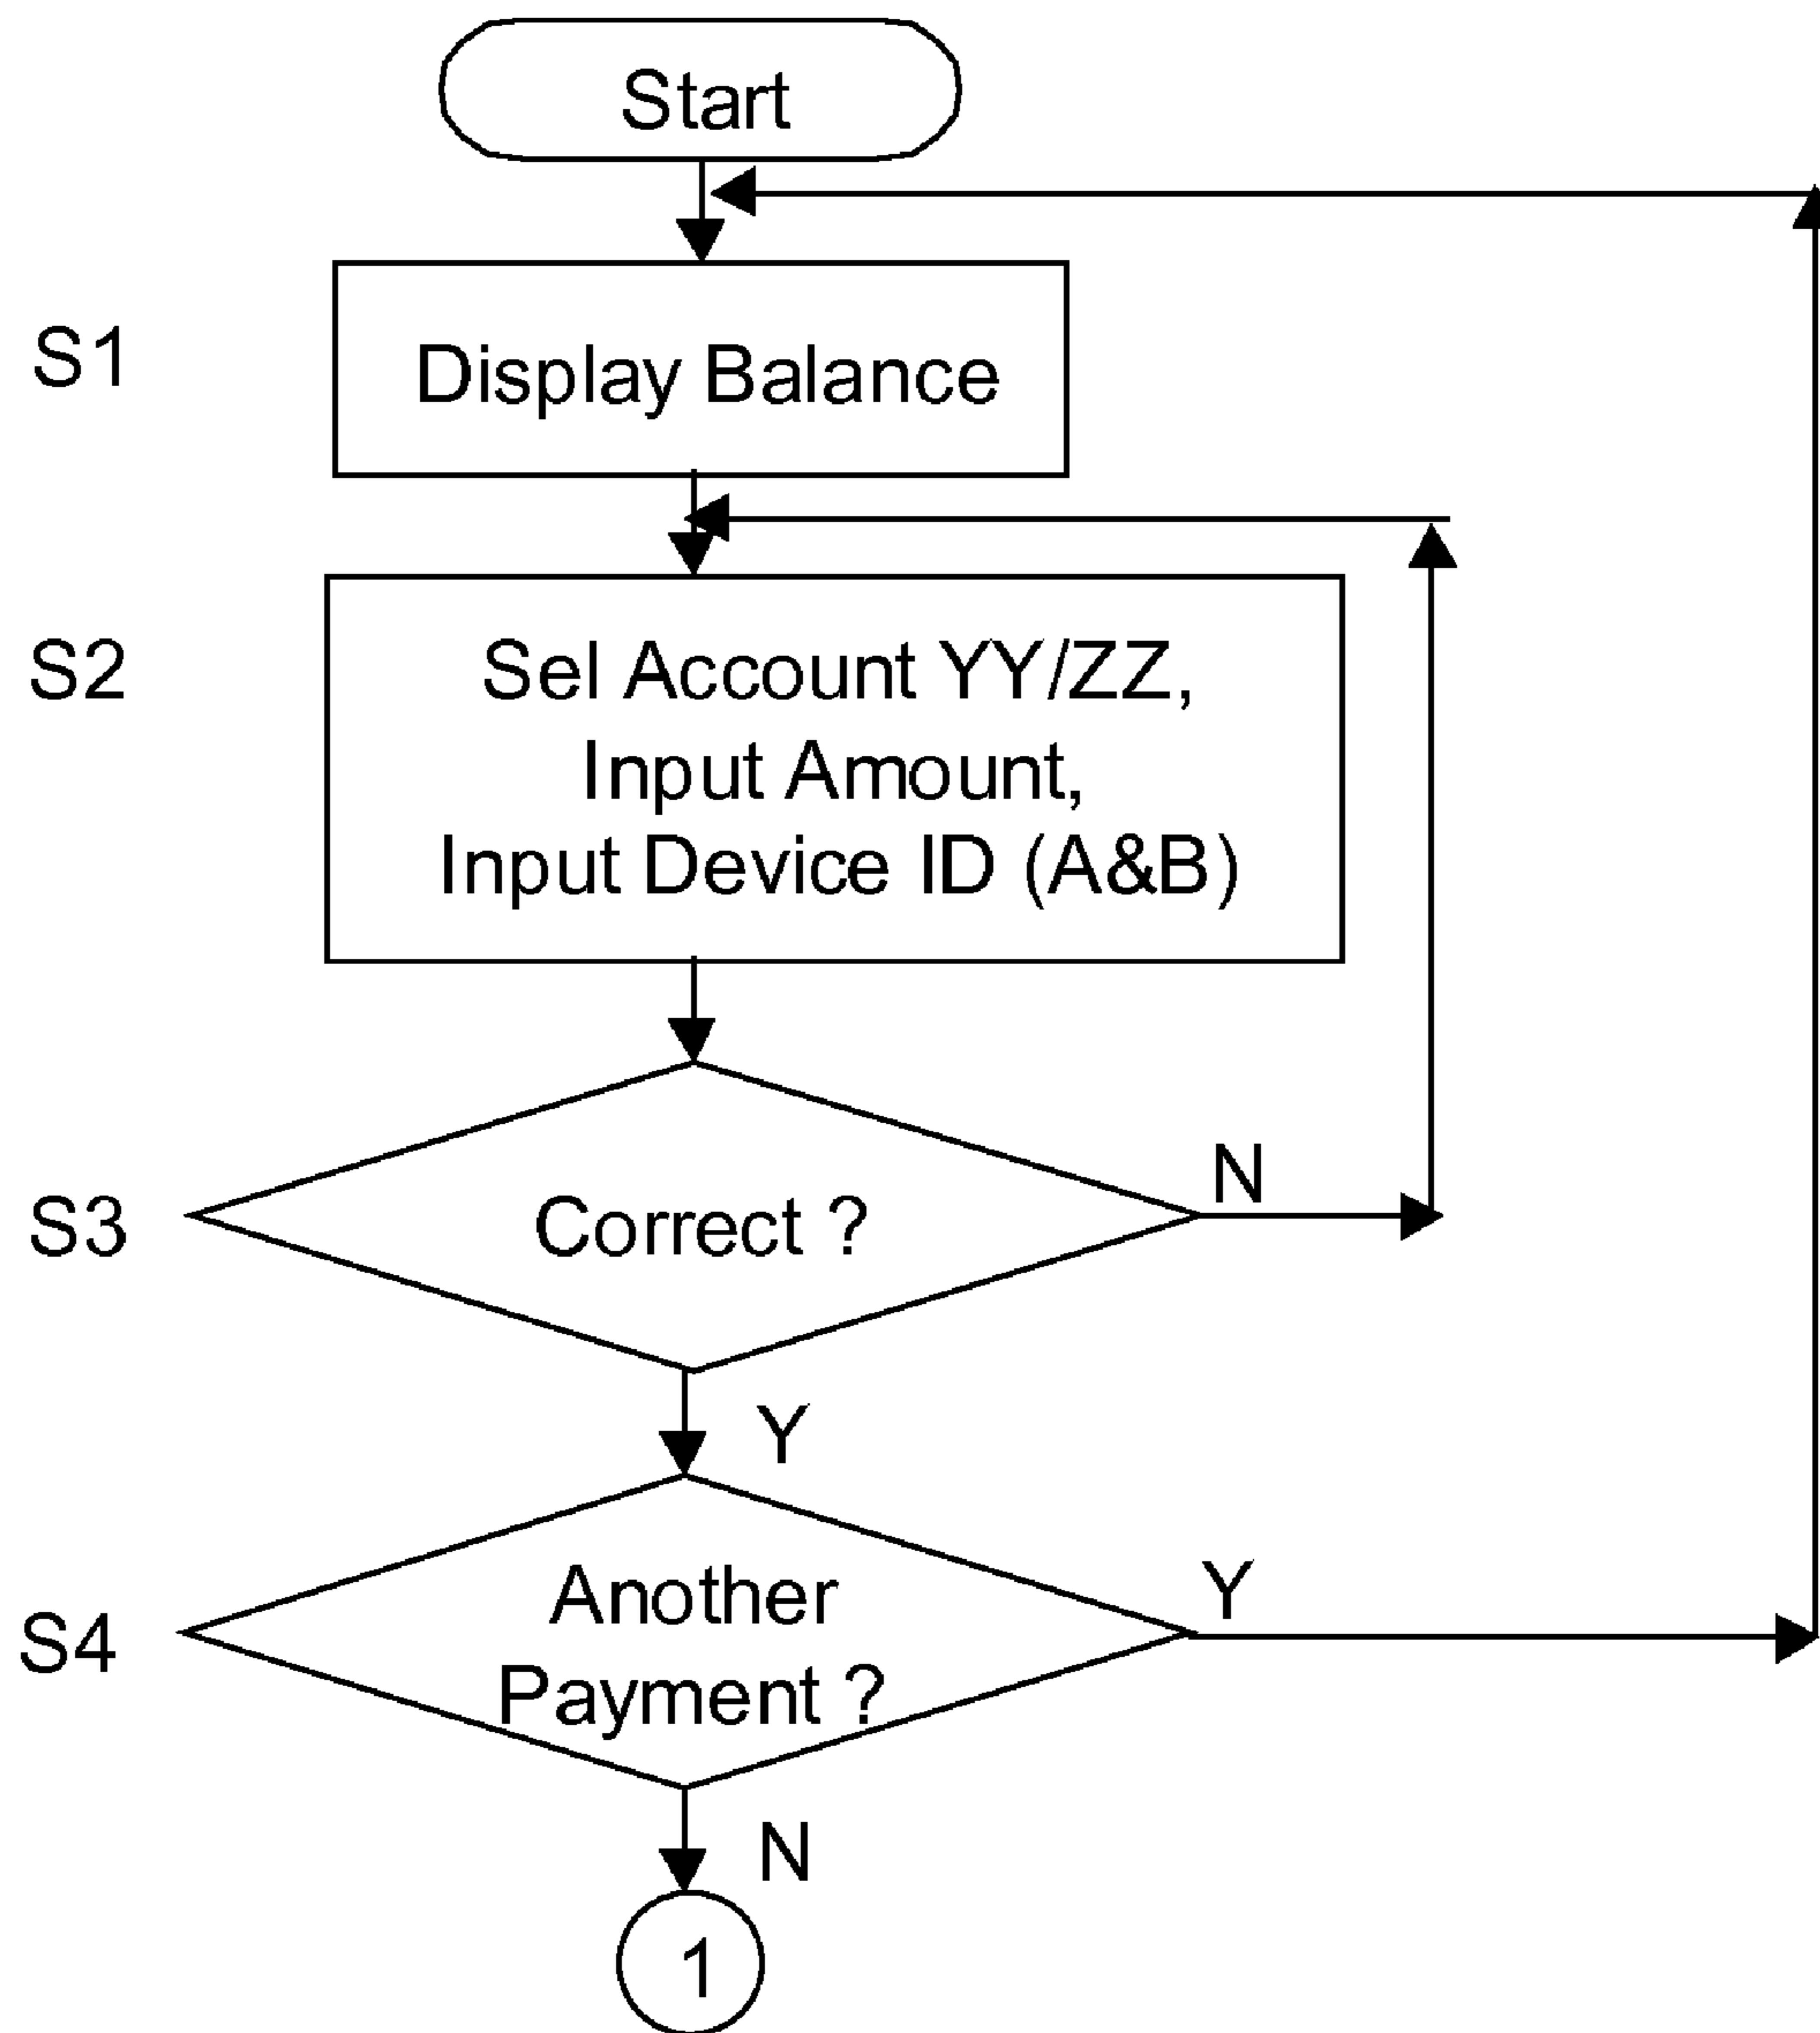 Start
S1
Display Balance
S2
Sel Account YY/ZZ,
Input Amount,
Input Device ID (A&B)
S3
Correct ?
N
Y
S4
Another
Payment ?
Y
N
1